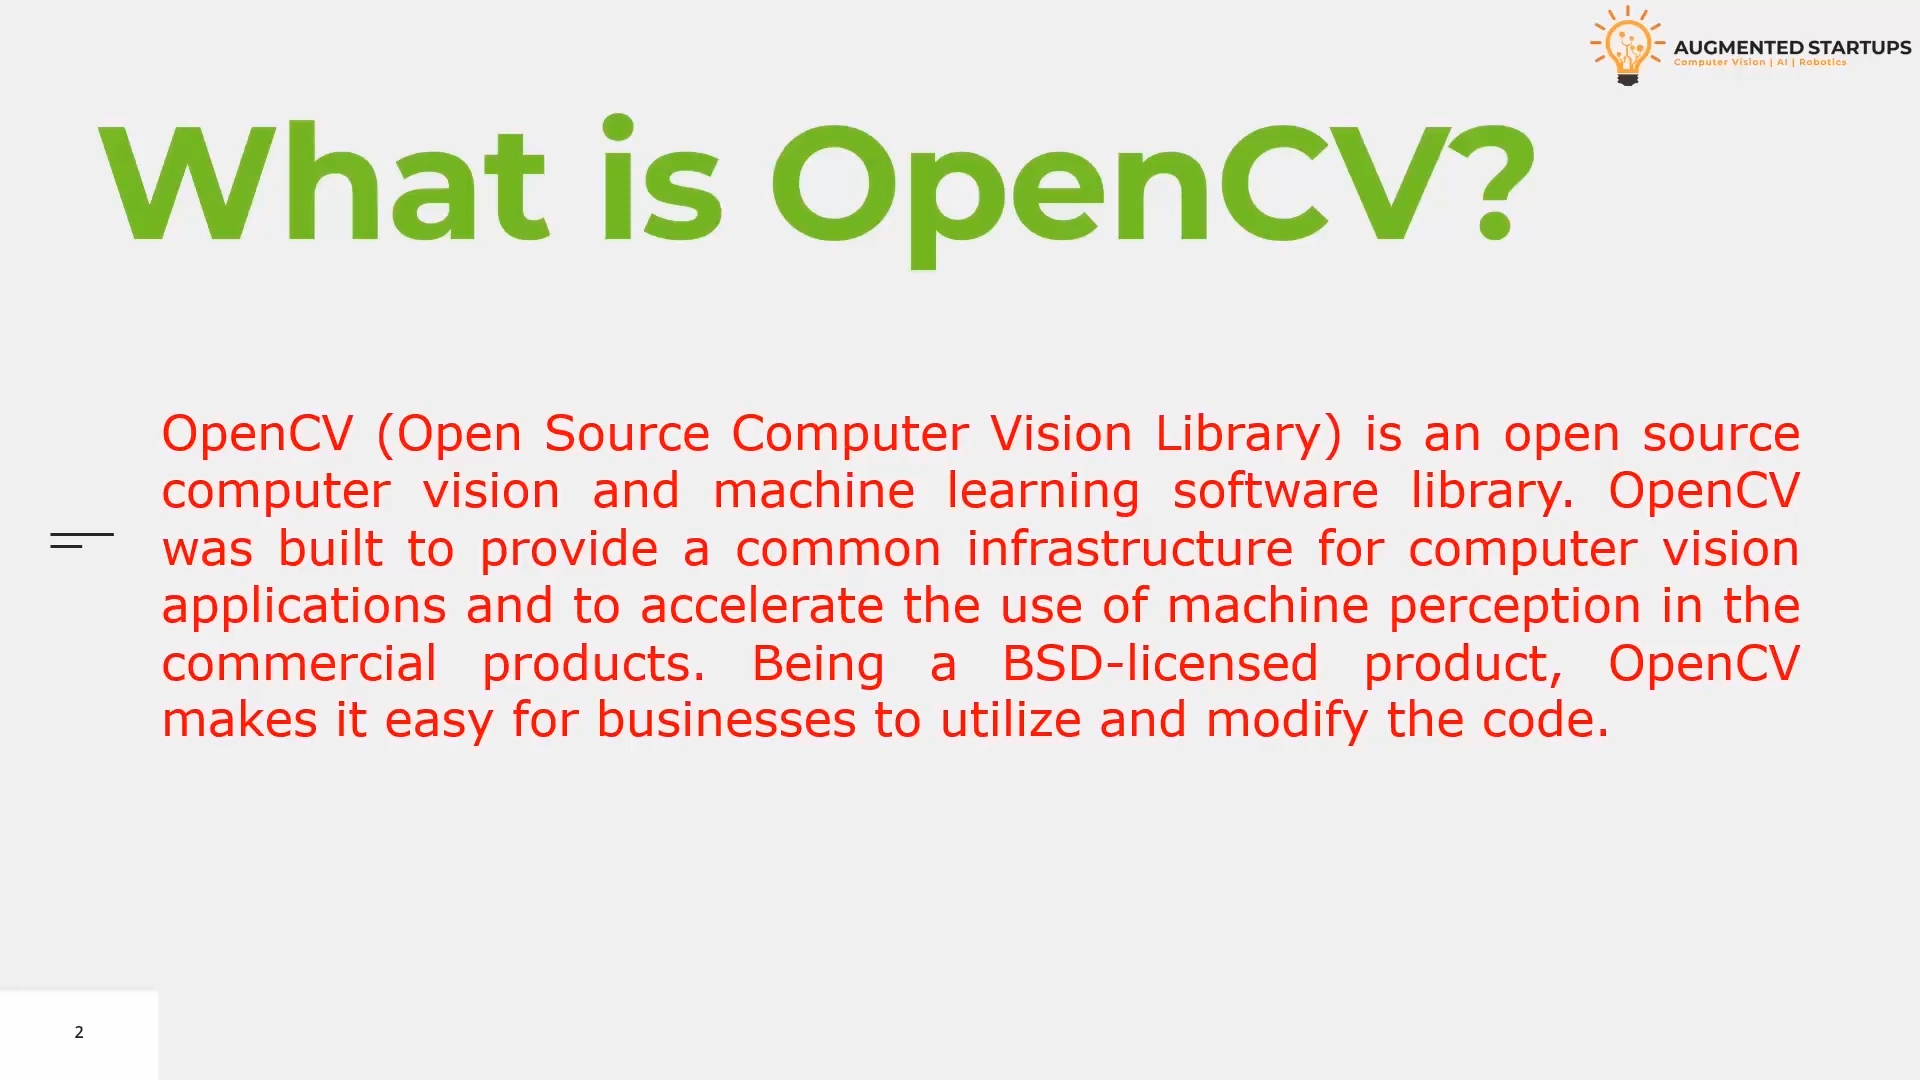 AUGMENTED STARTUPS
Computer Vision | AI | Robotics
What is OpenCV?
OpenCV (Open Source Computer Vision Library) is an open source
computer vision and machine learning software library. OpenCV
was built to provide a common infrastructure for computer vision
applications and to accelerate the use of machine perception in the
commercial products. Being a BSD-licensed product, OpenCV
makes it easy for businesses to utilize and modify the code.
2